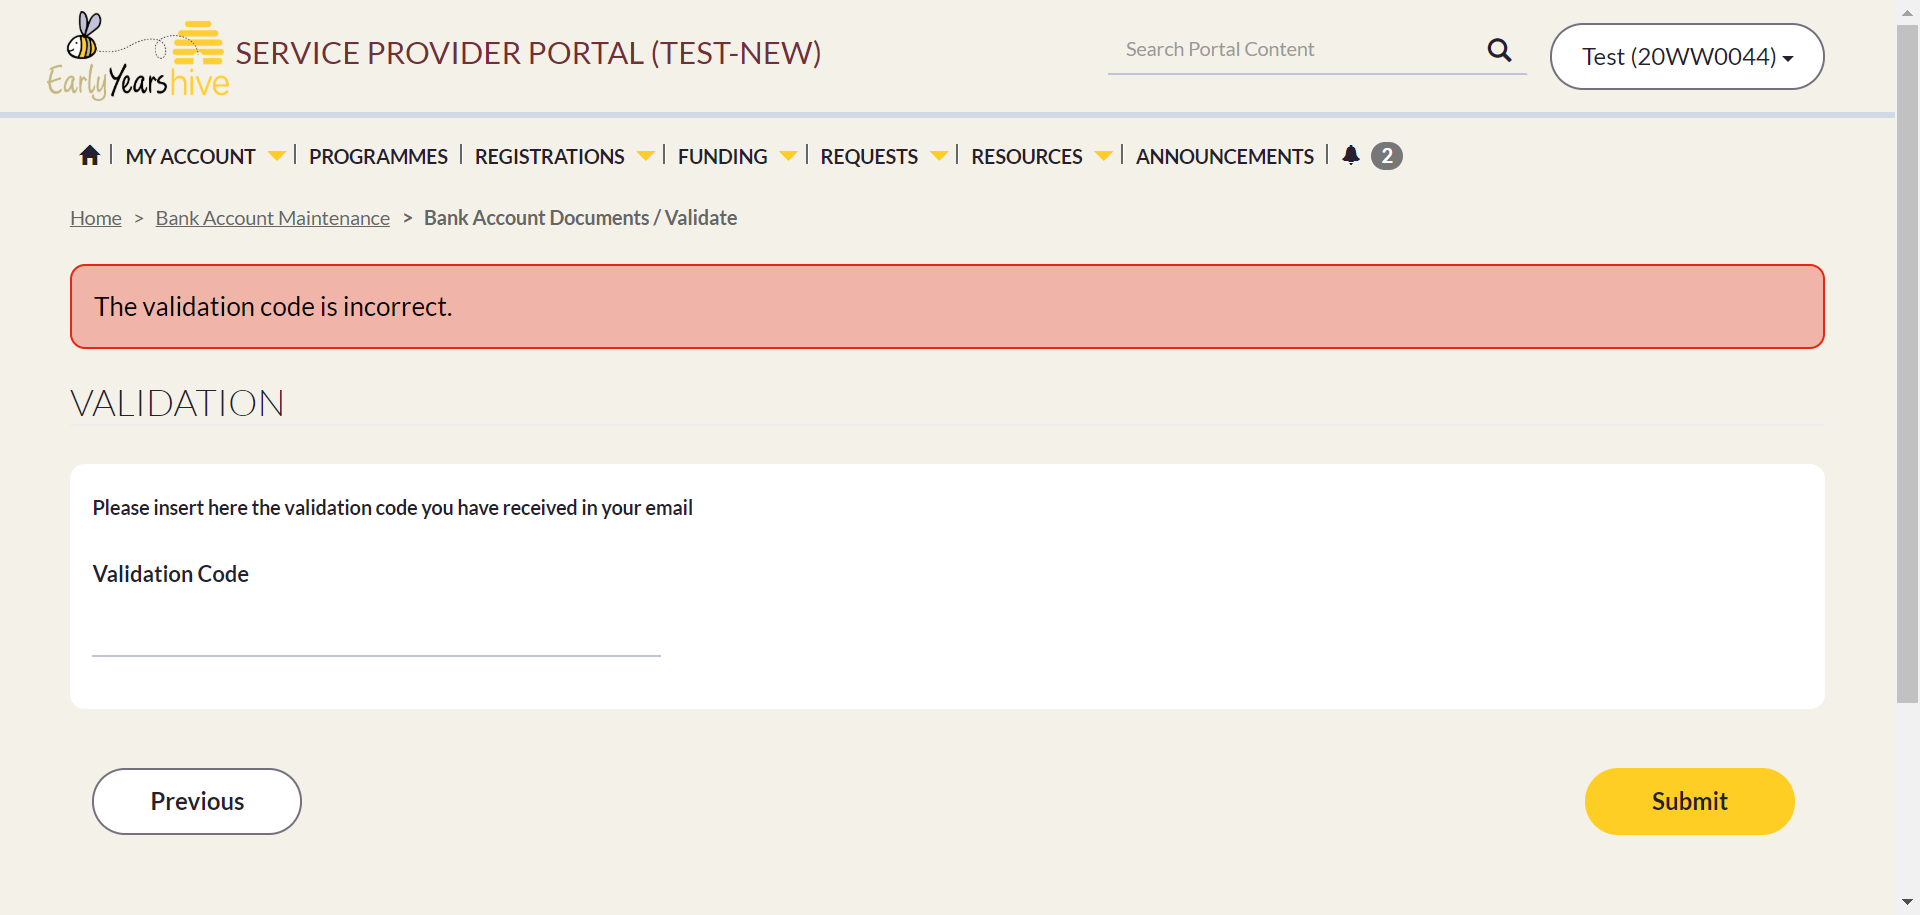 EarlyYears hive
SERVICE PROVIDER PORTAL (TEST-NEW)
Search Portal Content
Test (20WW0044)
MY ACCOUNT | PROGRAMMES | REGISTRATIONS | FUNDING | REQUESTS | RESOURCES | ANNOUNCEMENTS | 2
Home > Bank Account Maintenance > Bank Account Documents / Validate
The validation code is incorrect.
VALIDATION
Please insert here the validation code you have received in your email
Validation Code
Previous
Submit